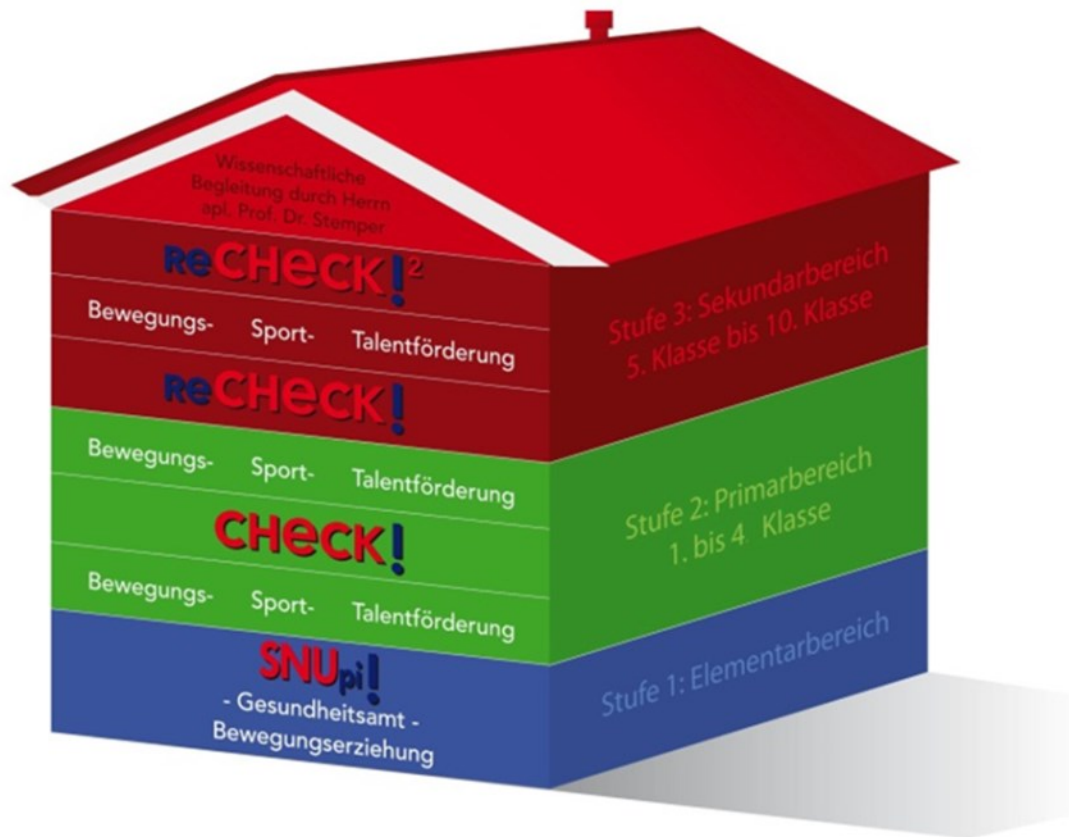 Wissenschaftliche
Begleitung durch Herrn
apl. Prof. Dr. Stemper
reCHeCK!²
Bewegungs- Sport- Talentförderung
reCHeCK!
Bewegungs- Sport- Talentförderung
CHeCK!
Bewegungs- Sport- Talentförderung
SNUpi!
- Gesundheitsamt -
Bewegungserziehung
Stufe 3: Sekundarbereich
5. Klasse bis 10. Klasse
Stufe 2: Primarbereich
1. bis 4. Klasse
Stufe 1: Elementarbereich